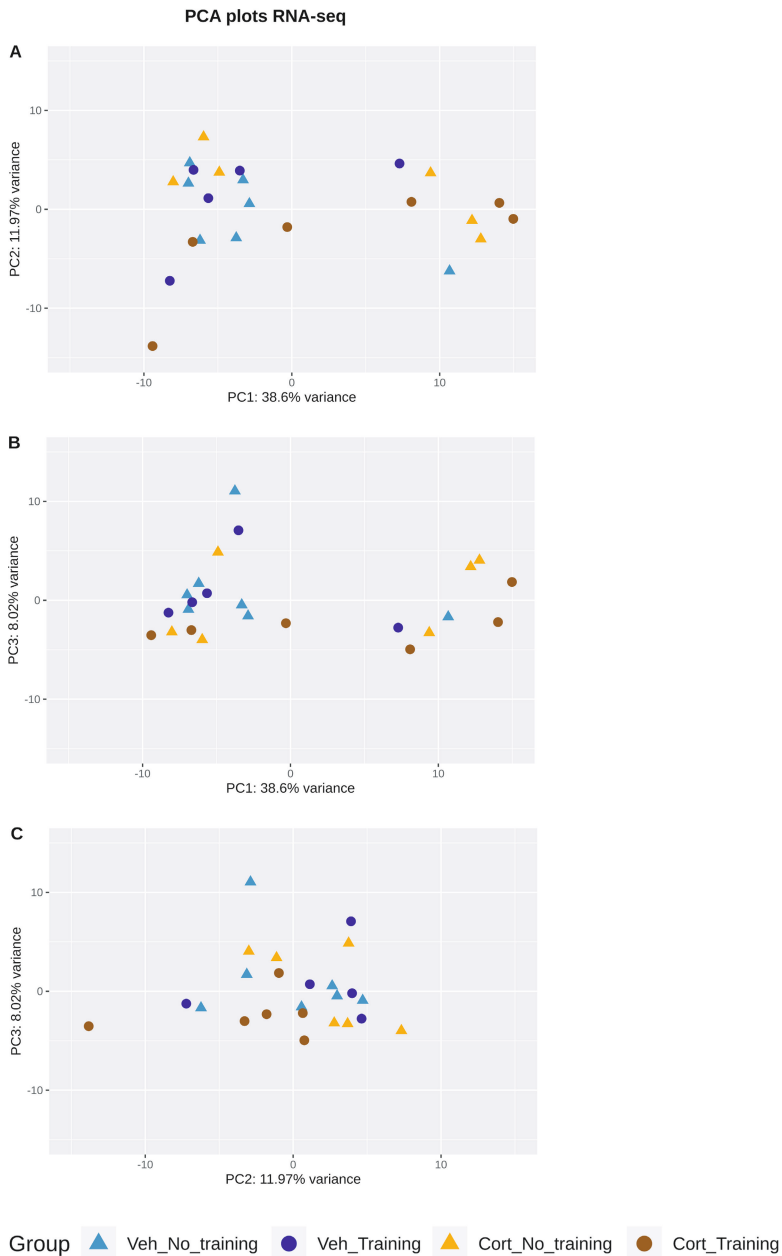 PCA plots RNA-seq
A
10
0
-10
PC2: 11.97% variance
-10 0 10
PC1: 38.6% variance
B
10
0
-10
PC3: 8.02% variance
-10 0 10
PC1: 38.6% variance
C
10
0
-10
PC3: 8.02% variance
-10 0 10
PC2: 11.97% variance
Group Veh_No_training Veh_Training Cort_No_training Cort_Training